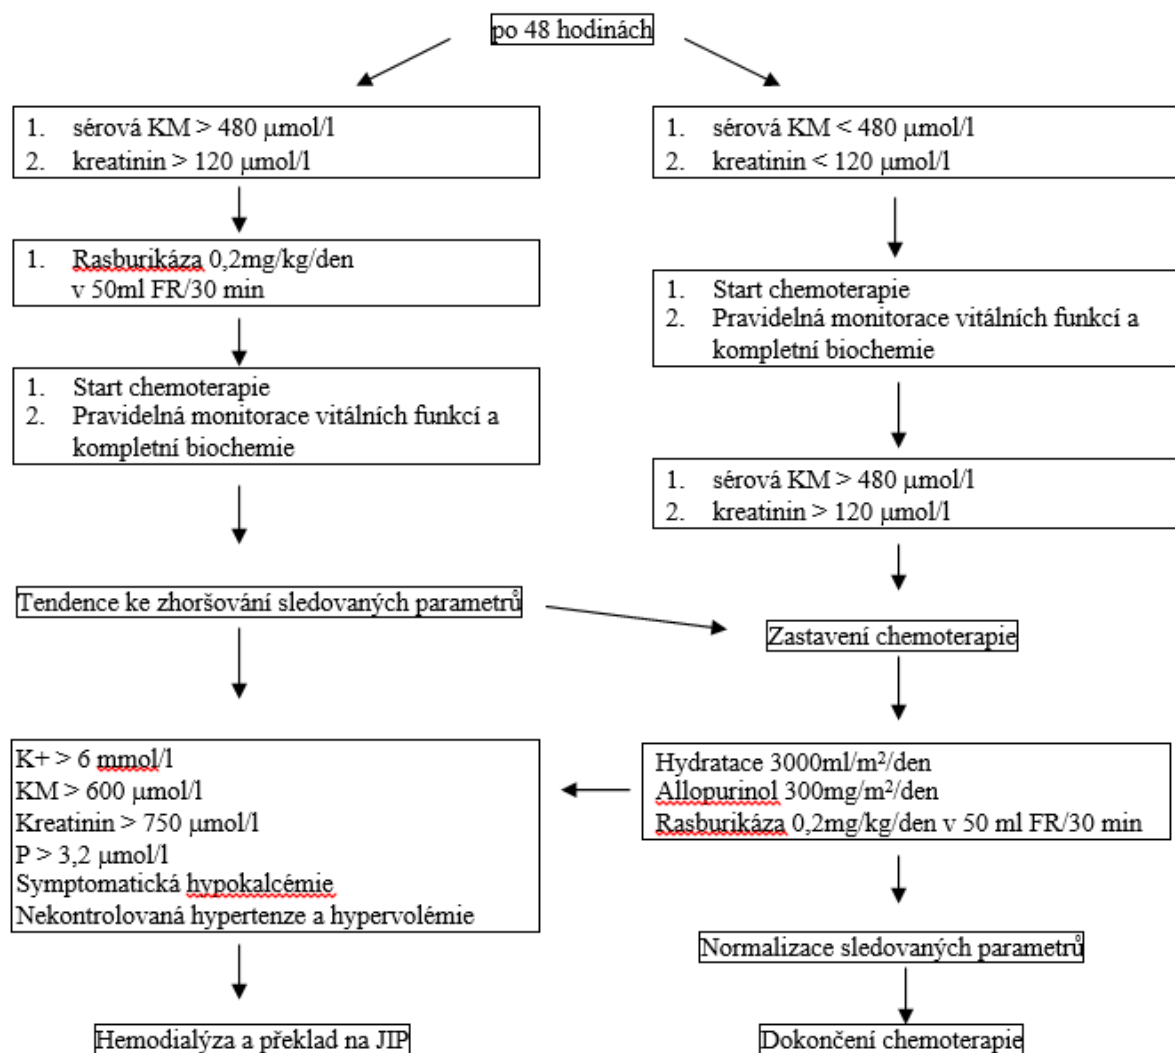 po 48 hodinách
1. sérová KM > 480 μmol/l
2. kreatinin > 120 μmol/l
1. sérová KM < 480 μmol/l
2. kreatinin < 120 μmol/l
1. Rasburikáza 0,2mg/kg/den
v 50ml FR/30 min
1. Start chemoterapie
2. Pravidelná monitorace vitálních funkcí a
kompletní biochemie
1. Start chemoterapie
2. Pravidelná monitorace vitálních funkcí a
kompletní biochemie
1. sérová KM > 480 μmol/l
2. kreatinin > 120 μmol/l
Tendence ke zhoršování sledovaných parametrů
Zastavení chemoterapie
K+ > 6 mmol/l
KM > 600 μmol/l
Kreatinin > 750 μmol/l
P > 3,2 μmol/l
Symptomatická hypokalcémie
Nekontrolovaná hypertenze a hypervolémie
Hydratace 3000ml/m²/den
Allopurinol 300mg/m²/den
Rasburikáza 0,2mg/kg/den v 50 ml FR/30 min
Normalizace sledovaných parametrů
Hemodialýza a překlad na JIP
Dokončení chemoterapie